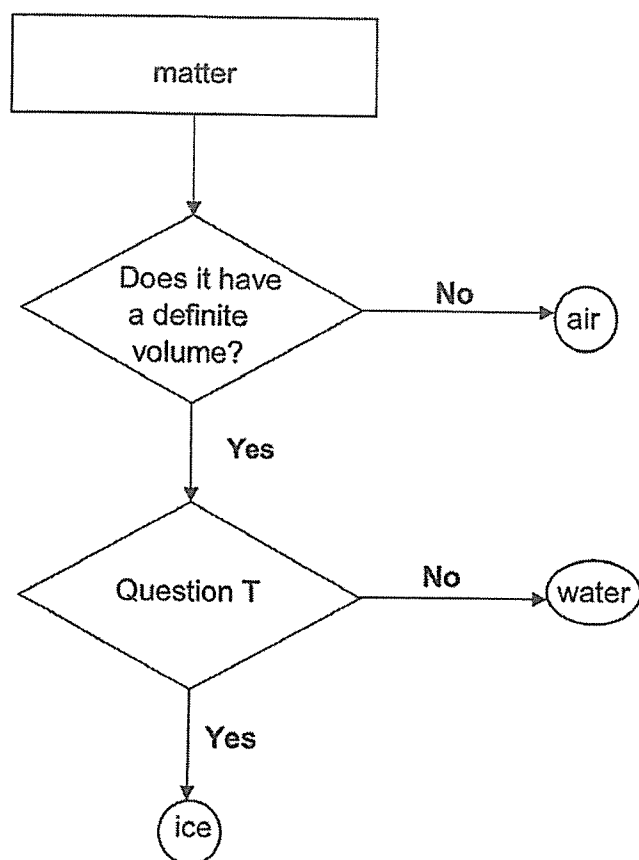 matter
Does it have
a definite
volume?
No
air
Yes
Question T
No
water
Yes
ice